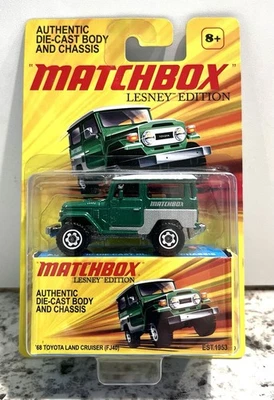 AUTHENTIC
DIE-CAST BODY
AND CHASSIS
8+
"MATCHBOX"
LESNEY EDITION
MATCHBOX
"MATCHBOX"
LESNEY EDITION
AUTHENTIC
DIE-CAST BODY
AND CHASSIS
'68 TOYOTA LAND CRUISER (FJ40)
EST. 1953